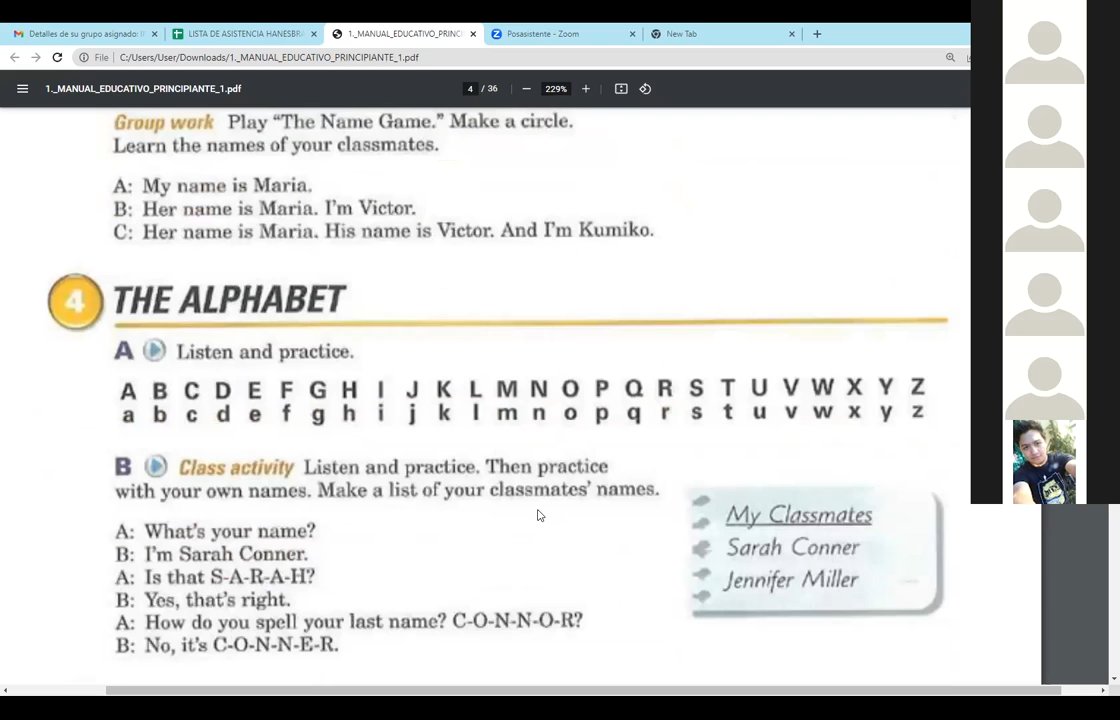 Detalles de su grupo asignado: I
LISTA DE ASISTENCIA HANESBRA
1._MANUAL_EDUCATIVO_PRINCI
Posasistente - Zoom
New Tab
File
C:/Users/User/Downloads/1._MANUAL_EDUCATIVO_PRINCIPIANTE_1.pdf
1._MANUAL_EDUCATIVO_PRINCIPIANTE_1.pdf
4 / 36
229%
Group work Play “The Name Game.” Make a circle.
Learn the names of your classmates.
A: My name is Maria.
B: Her name is Maria. I'm Victor.
C: Her name is Maria. His name is Victor. And I'm Kumiko.
4 THE ALPHABET
A Listen and practice.
A B C D E F G H I J K L M N O P Q R S T U V W X Y Z
a b c d e f g h i j k l m n o p q r s t u v w x y z
B Class activity Listen and practice. Then practice
with your own names. Make a list of your classmates' names.
A: What's your name?
B: I'm Sarah Conner.
A: Is that S-A-R-A-H?
B: Yes, that's right.
A: How do you spell your last name? C-O-N-N-O-R?
B: No, it's C-O-N-N-E-R.
My Classmates
Sarah Conner
Jennifer Miller